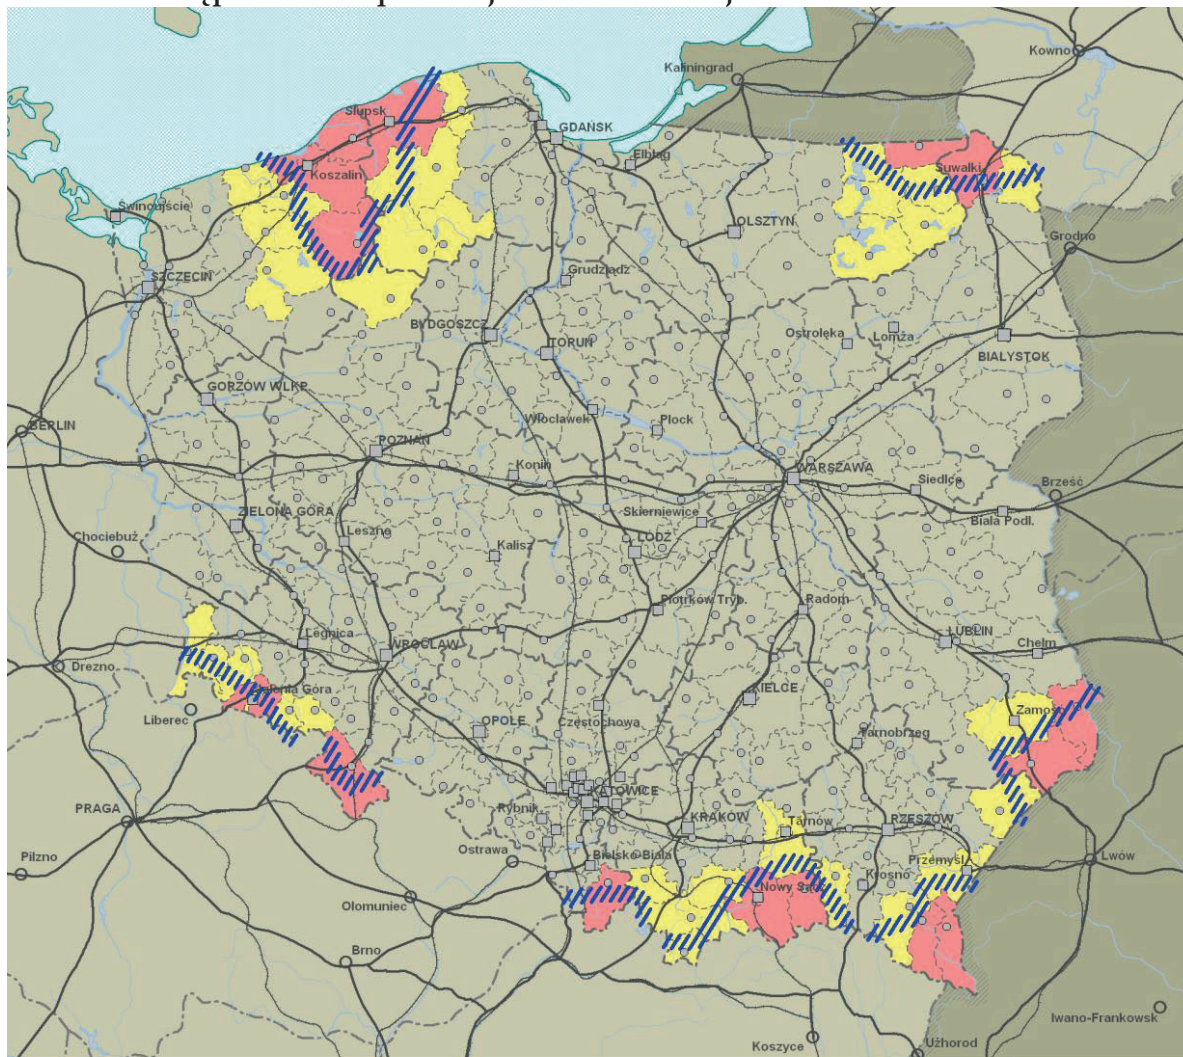 Kowno
Kaliningrad
Słupsk
GDAŃSK
Elbląg
Koszalin
Suwałki
Świnoujście
OLSZTYN
Grodno
SZCZECIN
Grudziądz
BYDGOSZCZ
Ostrołęka
Łomża
TORUŃ
BIAŁYSTOK
GORZÓW WLKP.
Włocławek
Płock
BERLIN
POZNAŃ
Konin
WARSZAWA
Siedlce
Brześć
ZIELONA GÓRA
Skierniewice
Biała Podl.
Chociebuż
Leszno
ŁÓDŹ
Kalisz
Piotrków Tryb.
Radom
Legnica
WROCŁAW
LUBLIN
Chełm
Drezno
Jelenia Góra
KIELCE
Liberec
OPOLE
Częstochowa
Zamość
Tarnobrzeg
PRAGA
KATOWICE
Rybnik
KRAKÓW
Tarnów
RZESZÓW
Pilzno
Ostrawa
Bielsko-Biała
Przemyśl
Lwów
Krosno
Nowy Sącz
Ołomuniec
Brno
Iwano-Frankowsk
Koszyce
Użhorod